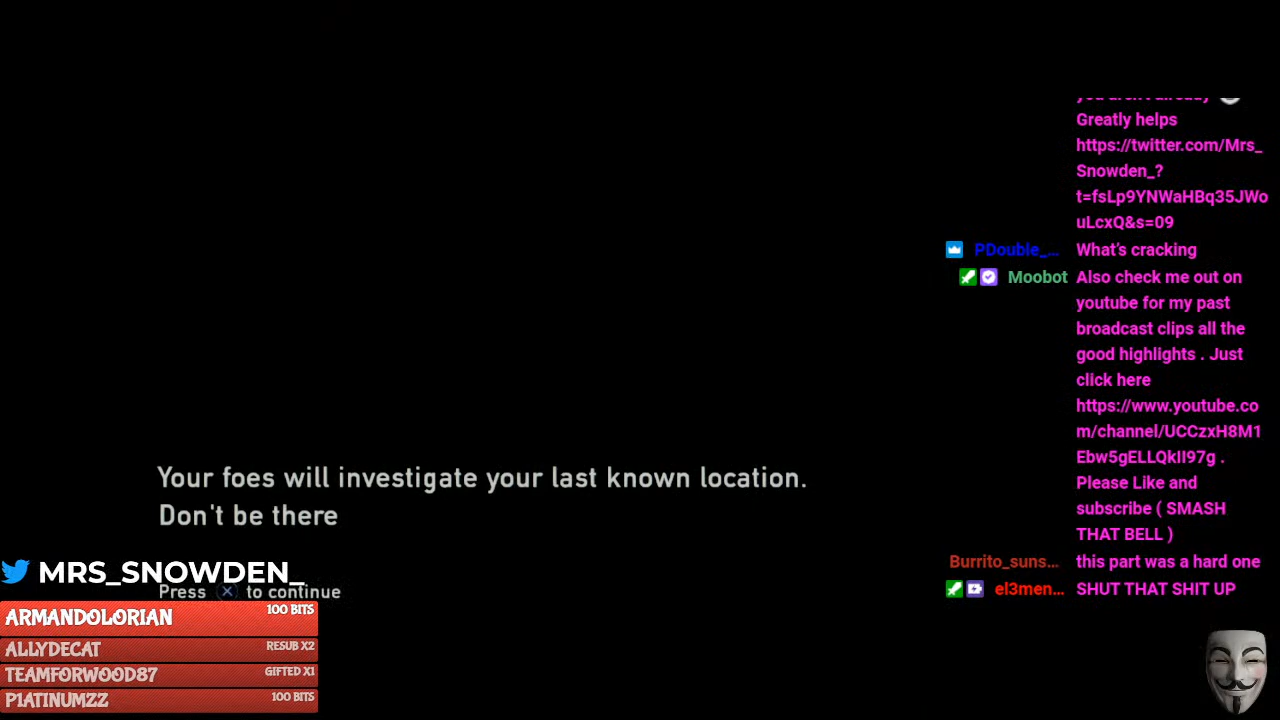 Greatly helps
https://twitter.com/Mrs_
Snowden_?
t=fsLp9YNWaHBq35JWo
uLcxQ&s=09
PDouble_... What's cracking
Moobot Also check me out on
youtube for my past
broadcast clips all the
good highlights . Just
click here
https://www.youtube.co
m/channel/UCCzxH8M1
Ebw5gELLQkII97g .
Please Like and
subscribe ( SMASH
THAT BELL )
Burrito_suns... this part was a hard one
el3men... SHUT THAT SHIT UP
Your foes will investigate your last known location.
Don't be there
MRS_SNOWDEN_
Press X to continue
ARMANDOLORIAN 100 BITS
ALLYDECAT RESUB X2
TEAMFORWOOD87 GIFTED X1
P1ATINUMZZ 100 BITS